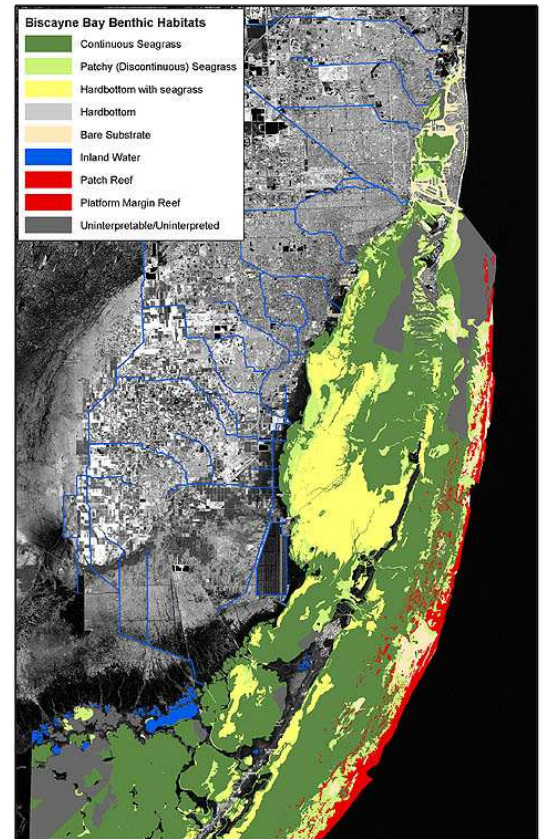 Biscayne Bay Benthic Habitats
Continuous Seagrass
Patchy (Discontinuous) Seagrass
Hardbottom with seagrass
Hardbottom
Bare Substrate
Inland Water
Patch Reef
Platform Margin Reef
Uninterpretable/Uninterpreted